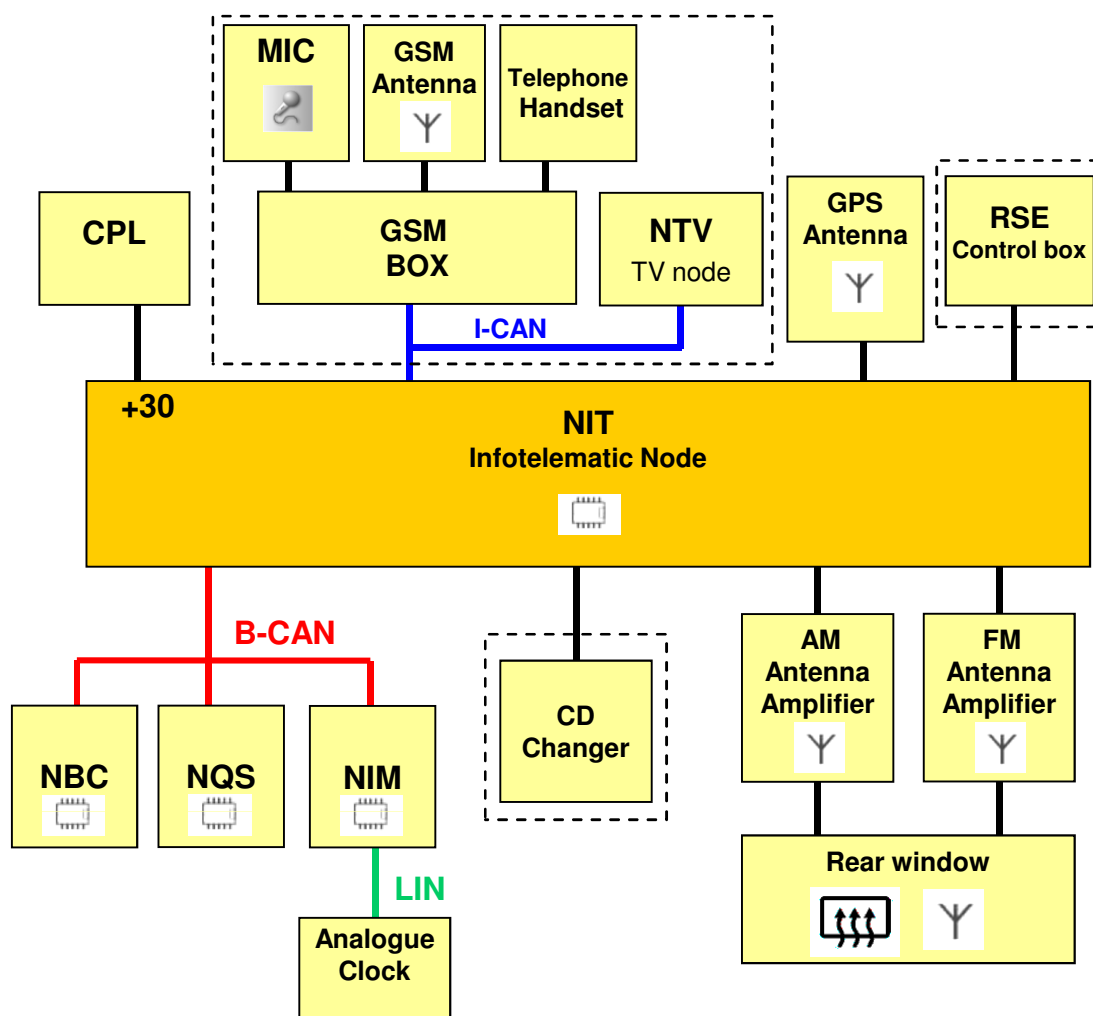 MIC
GSM
Antenna
Telephone
Handset
CPL
GSM
BOX
NTV
TV node
GPS
Antenna
RSE
Control box
I-CAN
+30
NIT
Infotelematic Node
B-CAN
AM
Antenna
Amplifier
FM
Antenna
Amplifier
NBC
NQS
NIM
CD
Changer
Rear window
LIN
Analogue
Clock